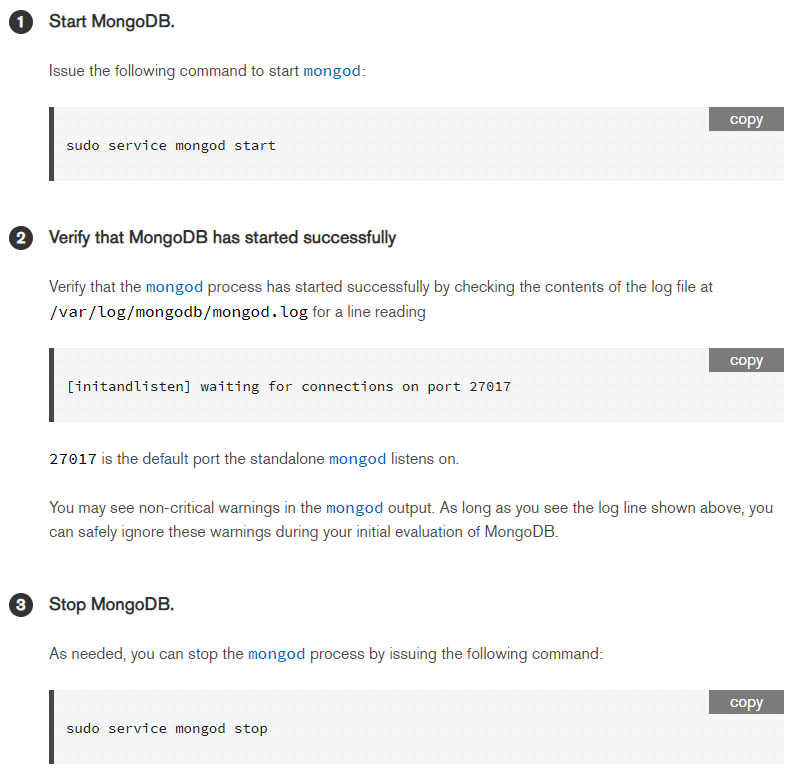 1 Start MongoDB.
Issue the following command to start mongod:
copy
sudo service mongod start
2 Verify that MongoDB has started successfully
Verify that the mongod process has started successfully by checking the contents of the log file at
/var/log/mongodb/mongod.log for a line reading
copy
[initandlisten] waiting for connections on port 27017
27017 is the default port the standalone mongod listens on.
You may see non-critical warnings in the mongod output. As long as you see the log line shown above, you
can safely ignore these warnings during your initial evaluation of MongoDB.
3 Stop MongoDB.
As needed, you can stop the mongod process by issuing the following command:
copy
sudo service mongod stop